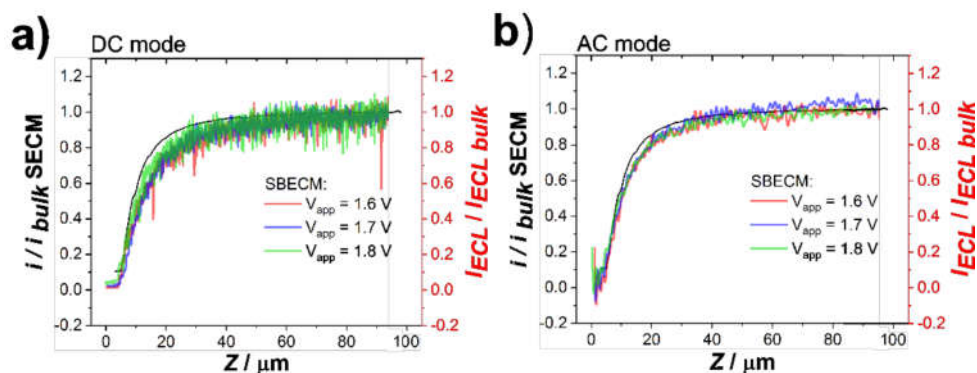 a)
DC mode
1.2
1.0
0.8
0.6
0.4
0.2
0.0
-0.2
i / i bulk SECM
0
20
40
60
80
100
Z / μm
1.2
1.0
0.8
0.6
0.4
0.2
0.0
-0.2
I ECL / I ECL bulk
SBECM:
Vapp = 1.6 V
Vapp = 1.7 V
Vapp = 1.8 V
b)
AC mode
1.2
1.0
0.8
0.6
0.4
0.2
0.0
-0.2
i / i bulk SECM
0
20
40
60
80
100
Z / μm
1.2
1.0
0.8
0.6
0.4
0.2
0.0
-0.2
I ECL / I ECL bulk
SBECM:
Vapp = 1.6 V
Vapp = 1.7 V
Vapp = 1.8 V